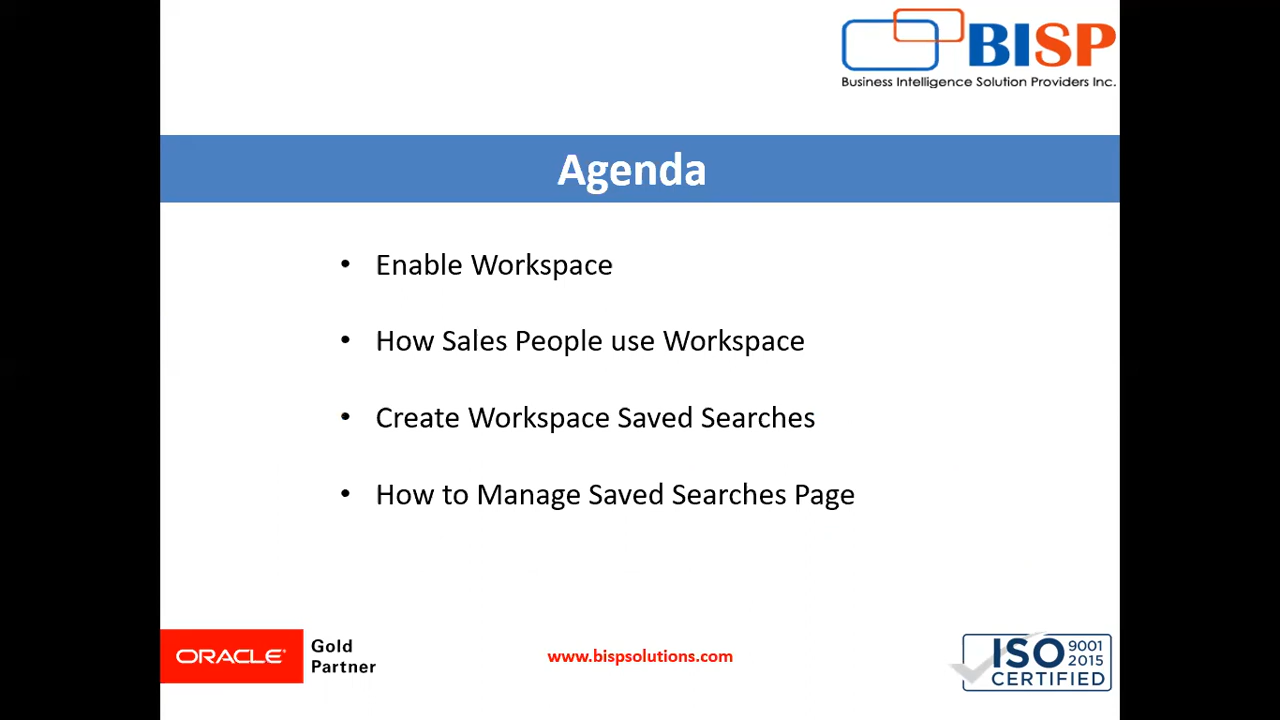 BISP
Business Intelligence Solution Providers Inc.
Agenda
• Enable Workspace
• How Sales People use Workspace
• Create Workspace Saved Searches
• How to Manage Saved Searches Page
ORACLE®
Gold
Partner
www.bispsolutions.com
ISO 9001
2015
CERTIFIED